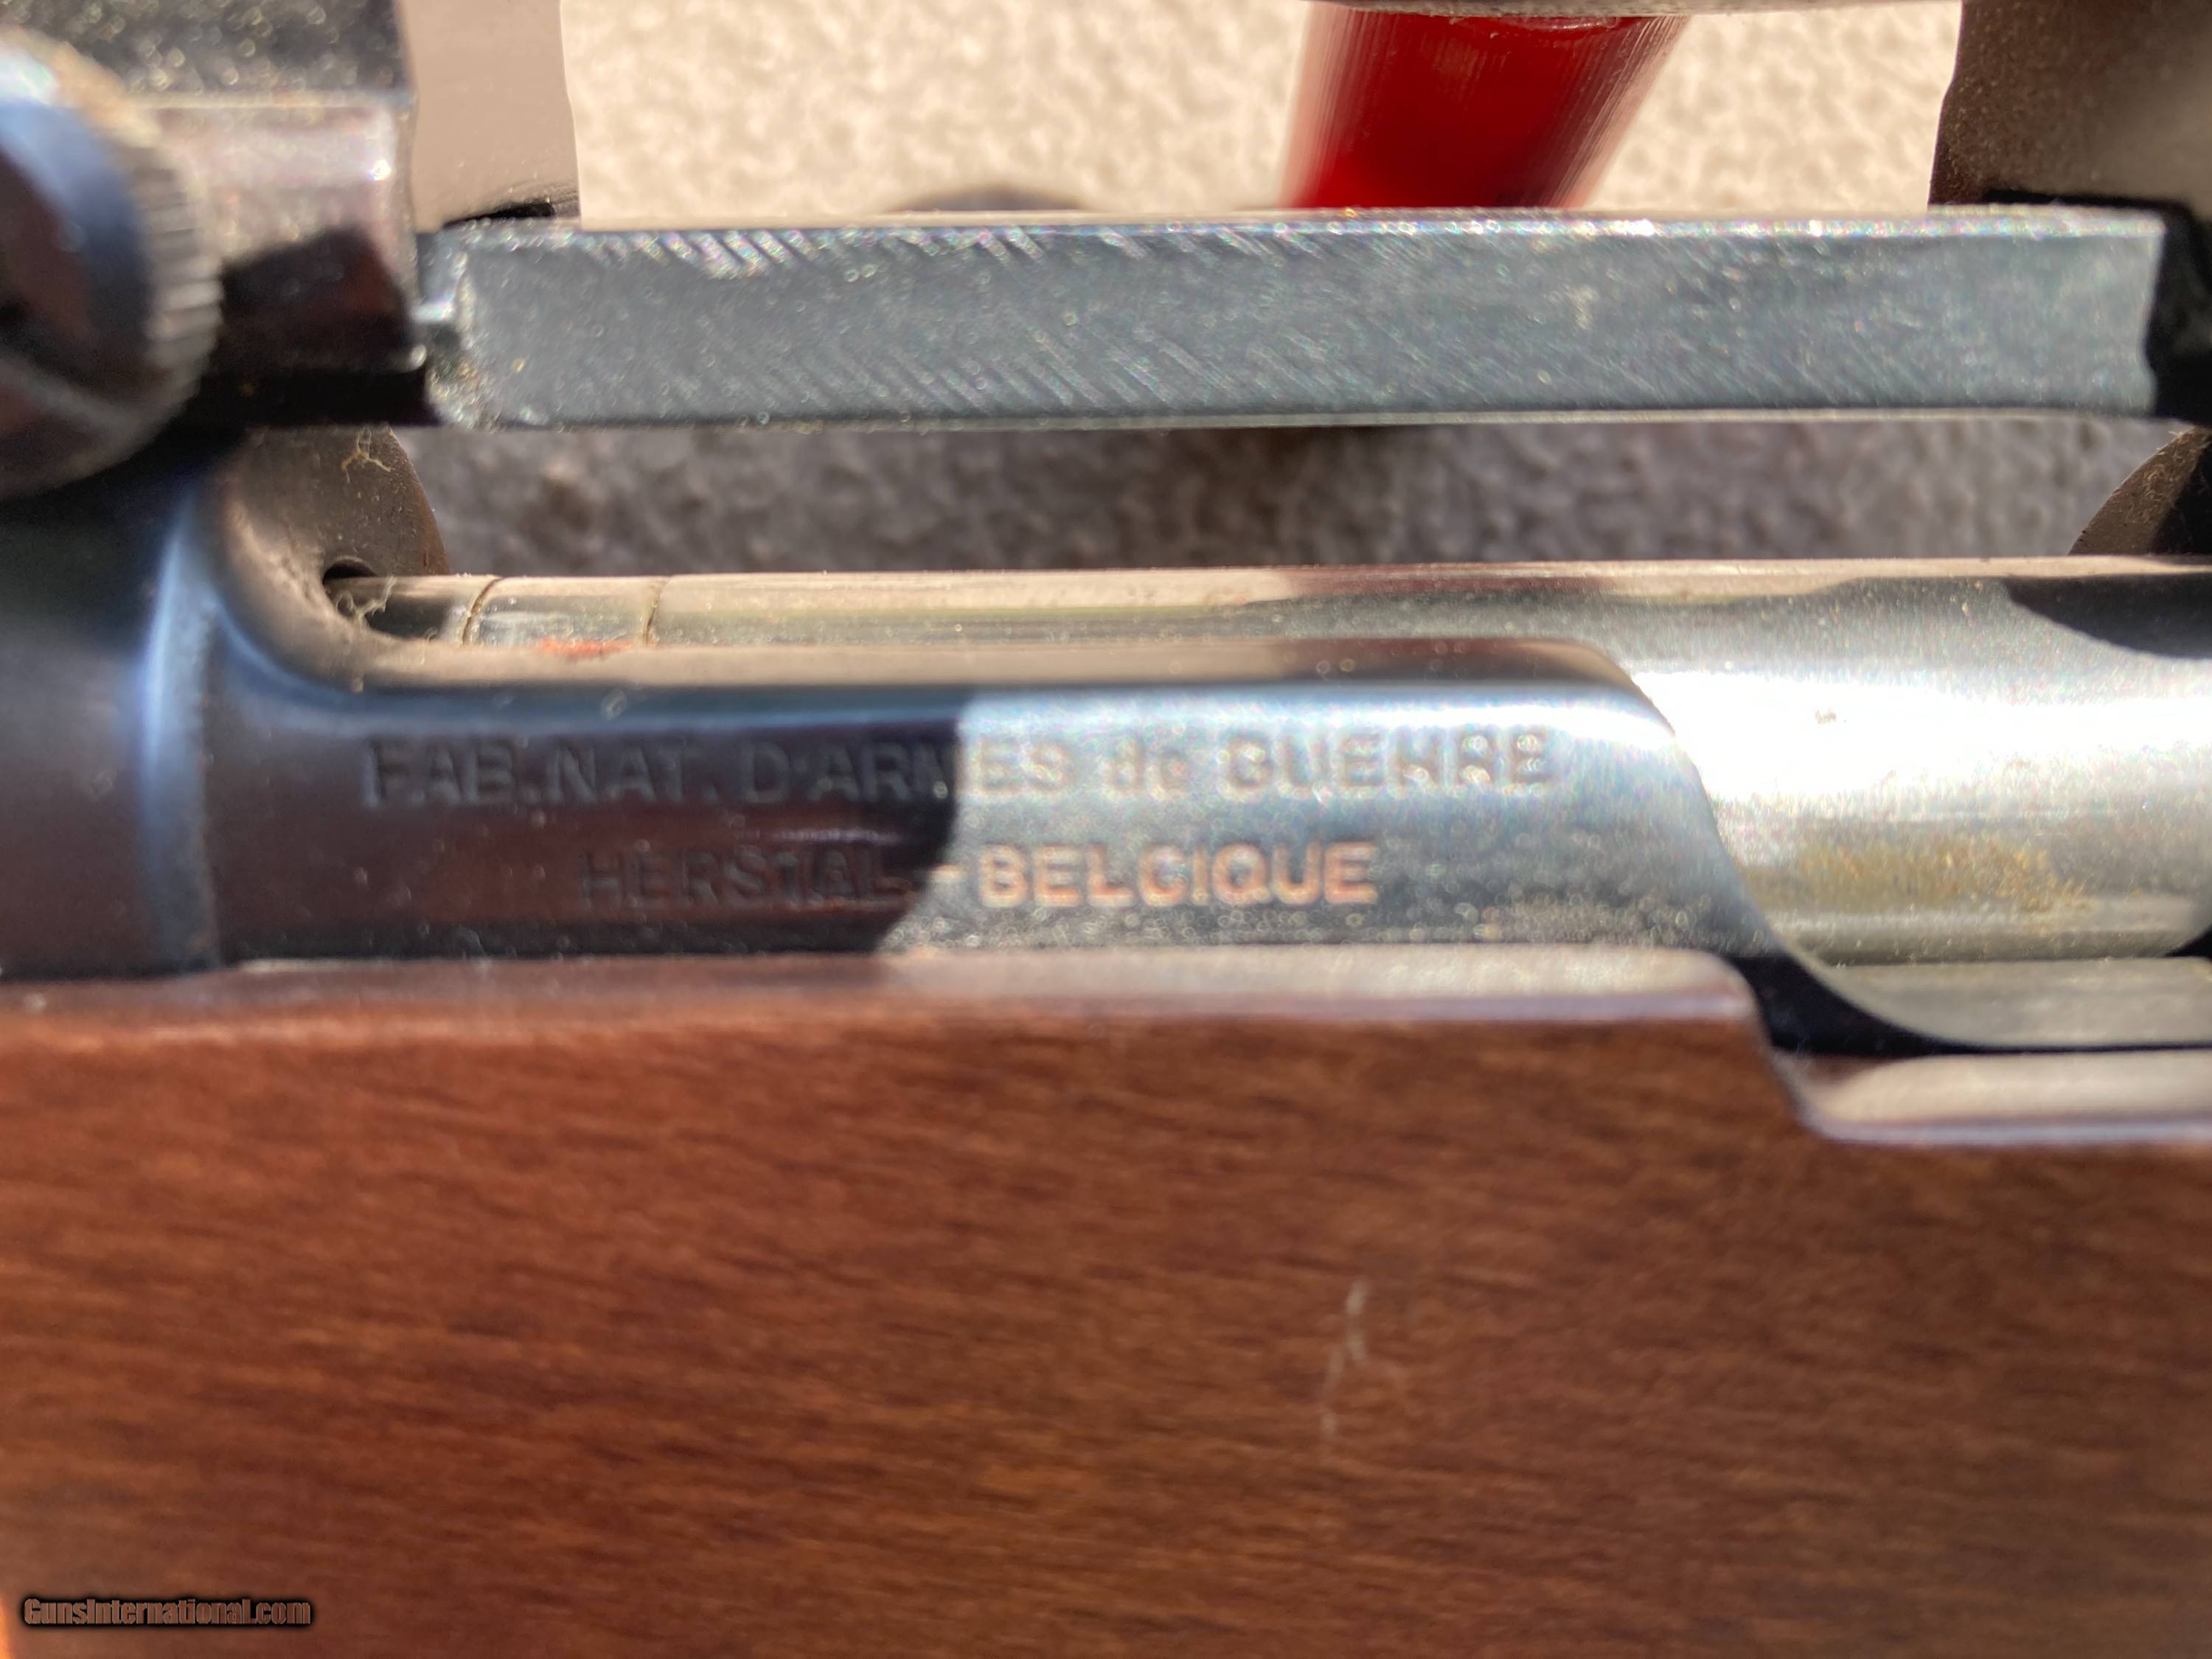 FAB.NAT. D'ARMES de GUERRE
HERSTAL-BELGIQUE
GunsInternational.com